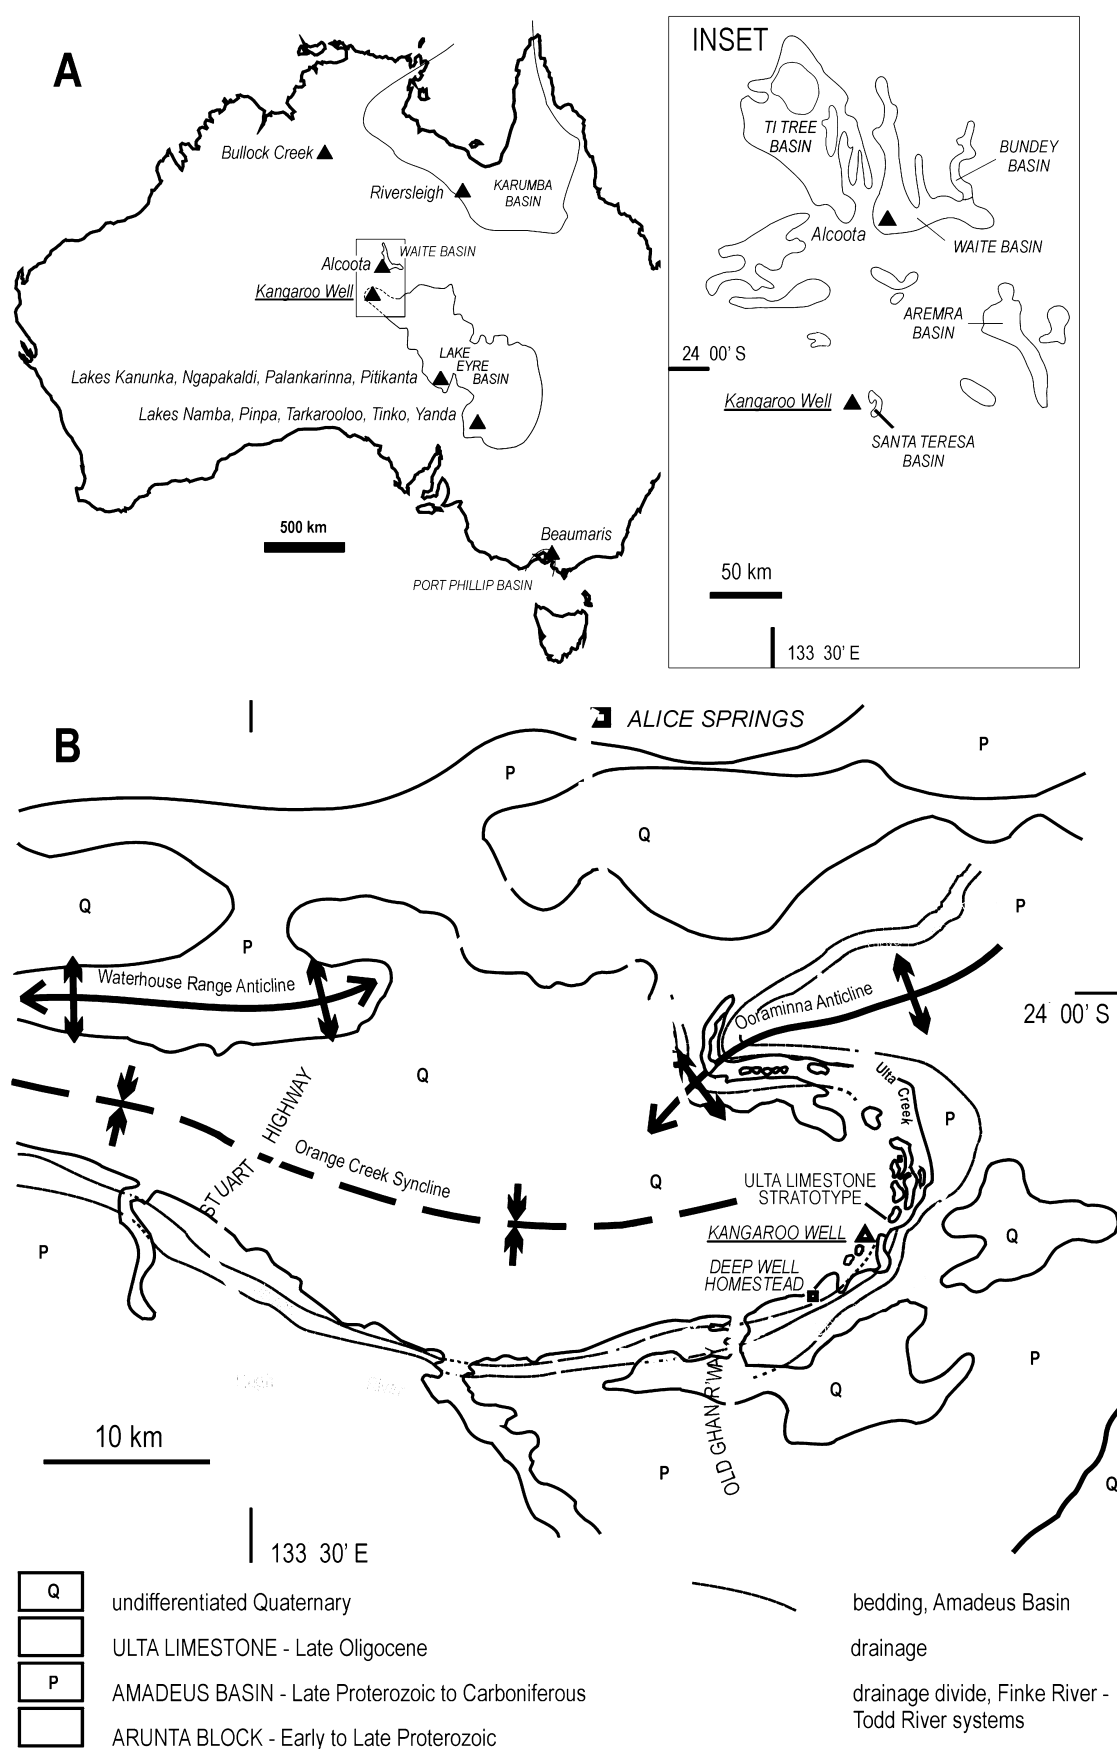 A
Bullock Creek
Riversleigh
KARUMBA
BASIN
WAITE BASIN
Alcoota
Kangaroo Well
LAKE
EYRE
BASIN
Lakes Kanunka, Ngapakaldi, Palankarinna, Pitikanta
Lakes Namba, Pinpa, Tarkarooloo, Tinko, Yanda
500 km
Beaumaris
PORT PHILLIP BASIN
INSET
TI TREE
BASIN
BUNDEY
BASIN
Alcoota
WAITE BASIN
AREMRA
BASIN
24 00' S
Kangaroo Well
SANTA TERESA
BASIN
50 km
133 30' E
B
ALICE SPRINGS
P
P
Q
Q
P
P
Waterhouse Range Anticline
Ooraminna Anticline
24 00' S
Q
Ulta Creek
P
STUART HIGHWAY
Orange Creek Syncline
Q
ULTA LIMESTONE
STRATOTYPE
KANGAROO WELL
Q
P
DEEP WELL
HOMESTEAD
P
Q
OLD GHAN R'WAY
10 km
P
Q
133 30' E
Q undifferentiated Quaternary
ULTA LIMESTONE - Late Oligocene
P AMADEUS BASIN - Late Proterozoic to Carboniferous
ARUNTA BLOCK - Early to Late Proterozoic
bedding, Amadeus Basin
drainage
drainage divide, Finke River -
Todd River systems